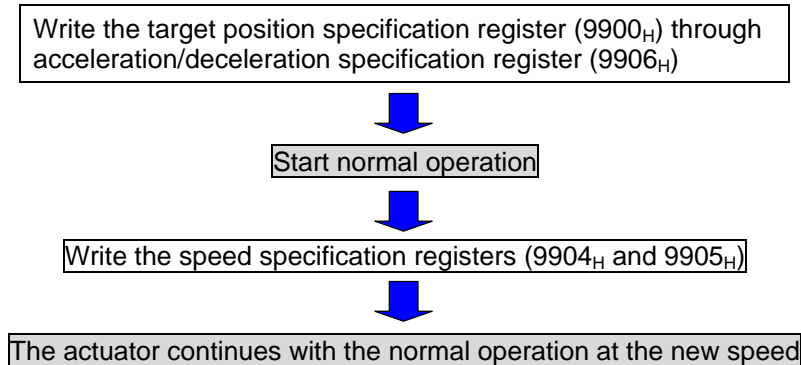 Write the target position specification register (9900H) through
acceleration/deceleration specification register (9906H)
Start normal operation
Write the speed specification registers (9904H and 9905H)
The actuator continues with the normal operation at the new speed